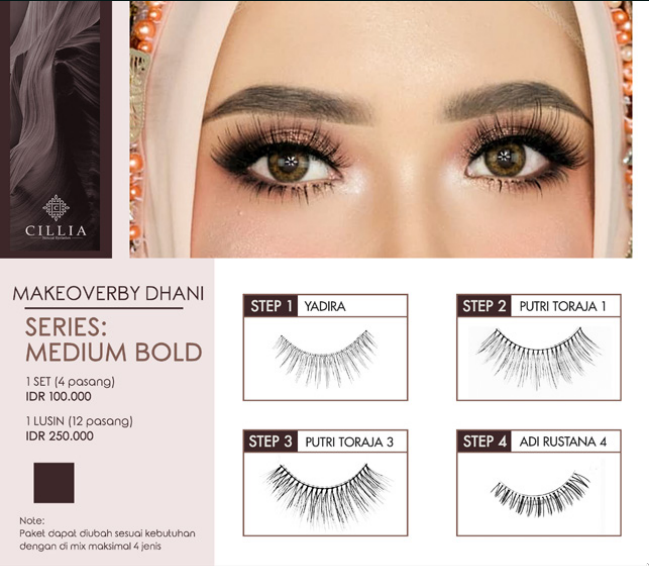 CILLIA
MAKEOVERBY DHANI
SERIES:
MEDIUM BOLD
1 SET (4 pasang)
IDR 100.000
1 LUSIN (12 pasang)
IDR 250.000
Note:
Paket dapat diubah sesuai kebutuhan
dengan di mix maksimal 4 jenis
STEP 1 YADIRA
STEP 2 PUTRI TORAJA 1
STEP 3 PUTRI TORAJA 3
STEP 4 ADI RUSTANA 4